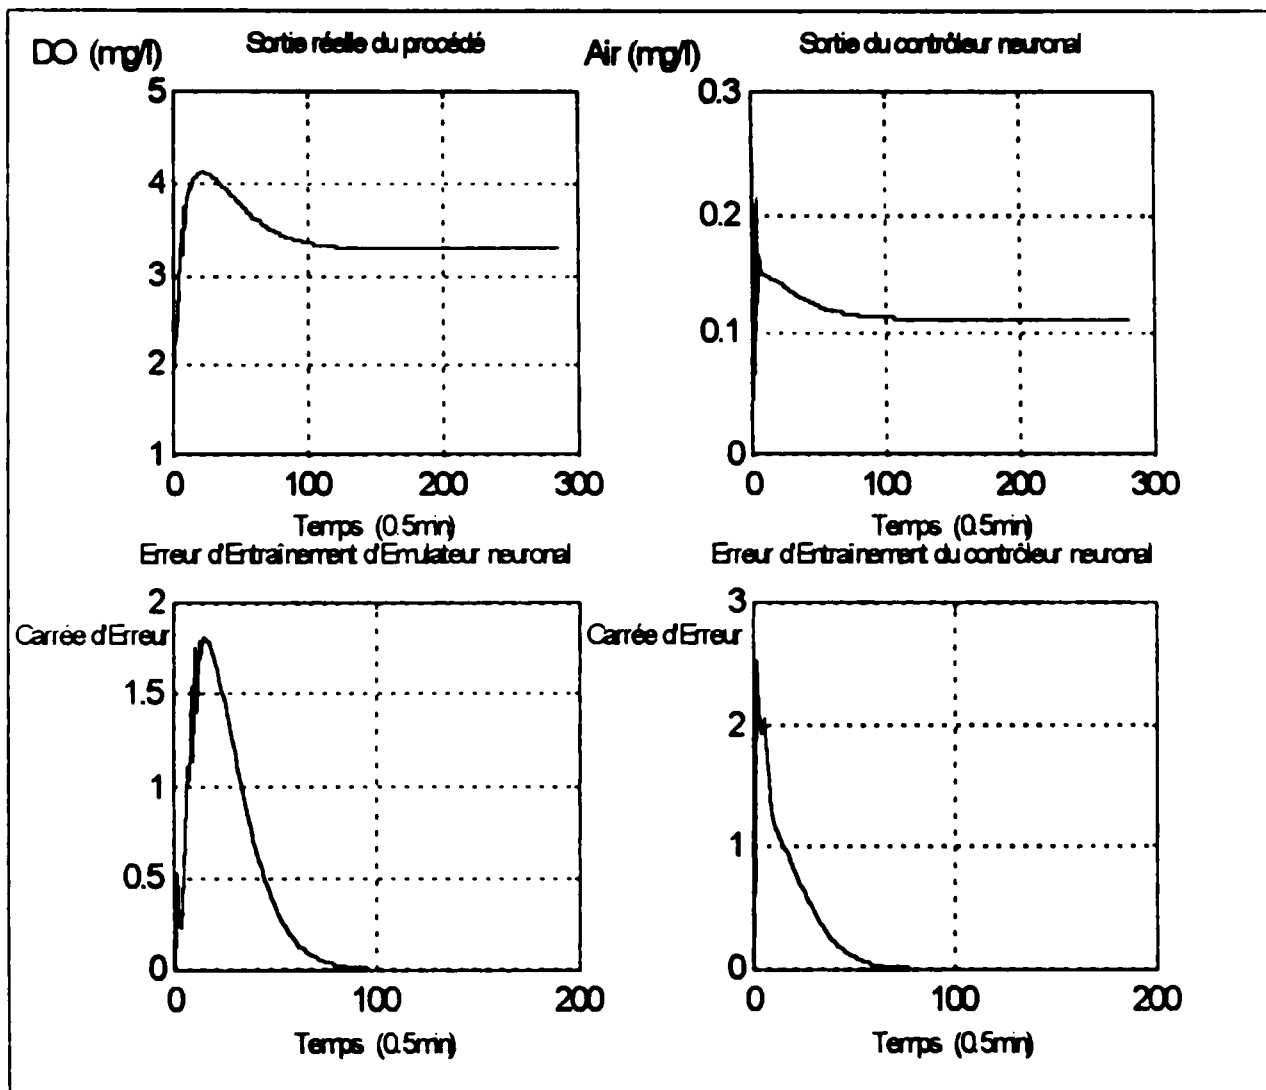 DO (mg/l)
Sortie réelle du procédé
5
4
3
2
1
0
100
200
300
Temps (0.5min)
Air (mg/l)
Sortie du contrôleur neuronal
0.3
0.2
0.1
0
0
100
200
300
Temps (0.5min)
Erreur d'Entraînement d'Emulateur neuronal
Carrée d'Erreur
2
1.5
1
0.5
0
0
100
200
Temps (0.5min)
Erreur d'Entrainement du contrôleur neuronal
Carrée d'Erreur
3
2
1
0
0
100
200
Temps (0.5min)